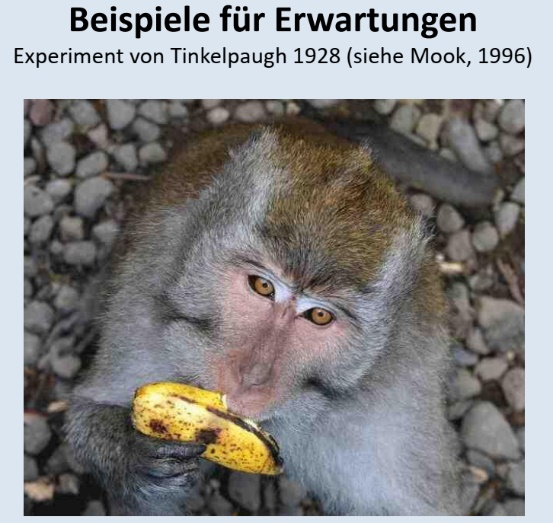 Beispiele für Erwartungen
Experiment von Tinkelpaugh 1928 (siehe Mook, 1996)